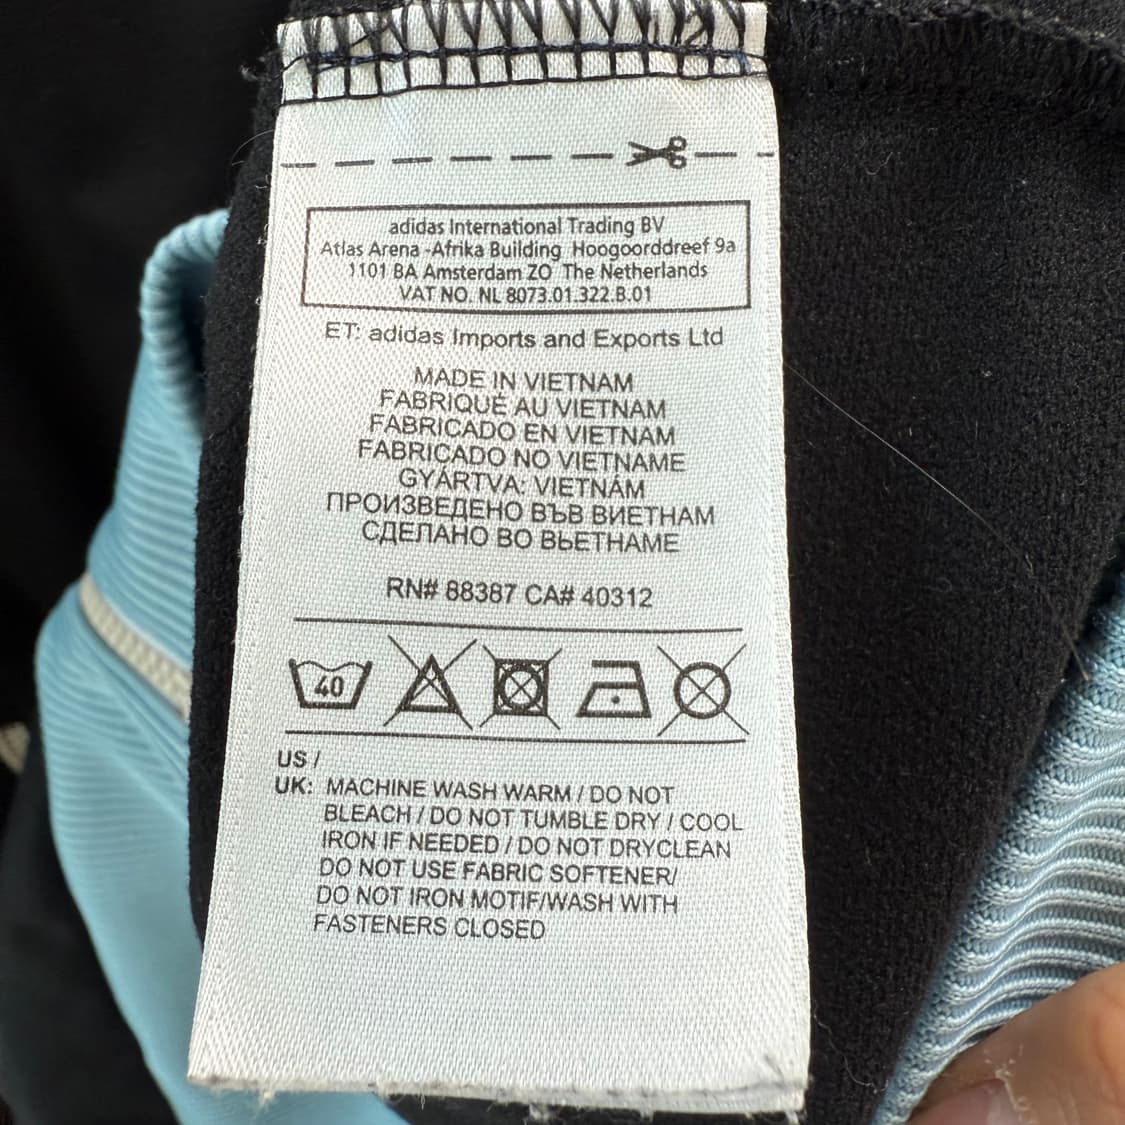 adidas International Trading BV
Atlas Arena -Afrika Building Hoogoorddreef 9a
1101 BA Amsterdam ZO The Netherlands
VAT NO. NL 8073.01.322.B.01
ET: adidas Imports and Exports Ltd
MADE IN VIETNAM
FABRIQUÉ AU VIETNAM
FABRICADO EN VIETNAM
FABRICADO NO VIETNAME
GYÁRTVA: VIETNÁM
ПРОИЗВЕДЕНО ВЪВ ВИЕТНАМ
СДЕЛАНО ВО ВЬЕТНАМЕ
RN# 88387 CA# 40312
40
US /
UK: MACHINE WASH WARM / DO NOT
BLEACH / DO NOT TUMBLE DRY / COOL
IRON IF NEEDED / DO NOT DRYCLEAN
DO NOT USE FABRIC SOFTENER/
DO NOT IRON MOTIF/WASH WITH
FASTENERS CLOSED